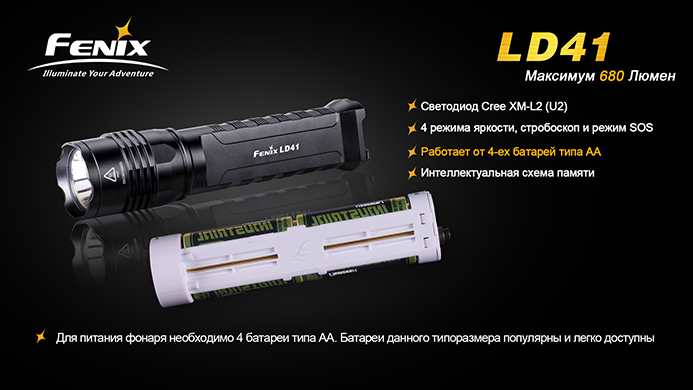 FENIX
Illuminate Your Adventure
LD41
Максимум 680 Люмен
Светодиод Cree XM-L2 (U2)
4 режима яркости, стробоскоп и режим SOS
Работает от 4-ех батарей типа АА
Интеллектуальная схема памяти
FENIX LD41
Для питания фонаря необходимо 4 батареи типа АА. Батареи данного типоразмера популярны и легко доступны